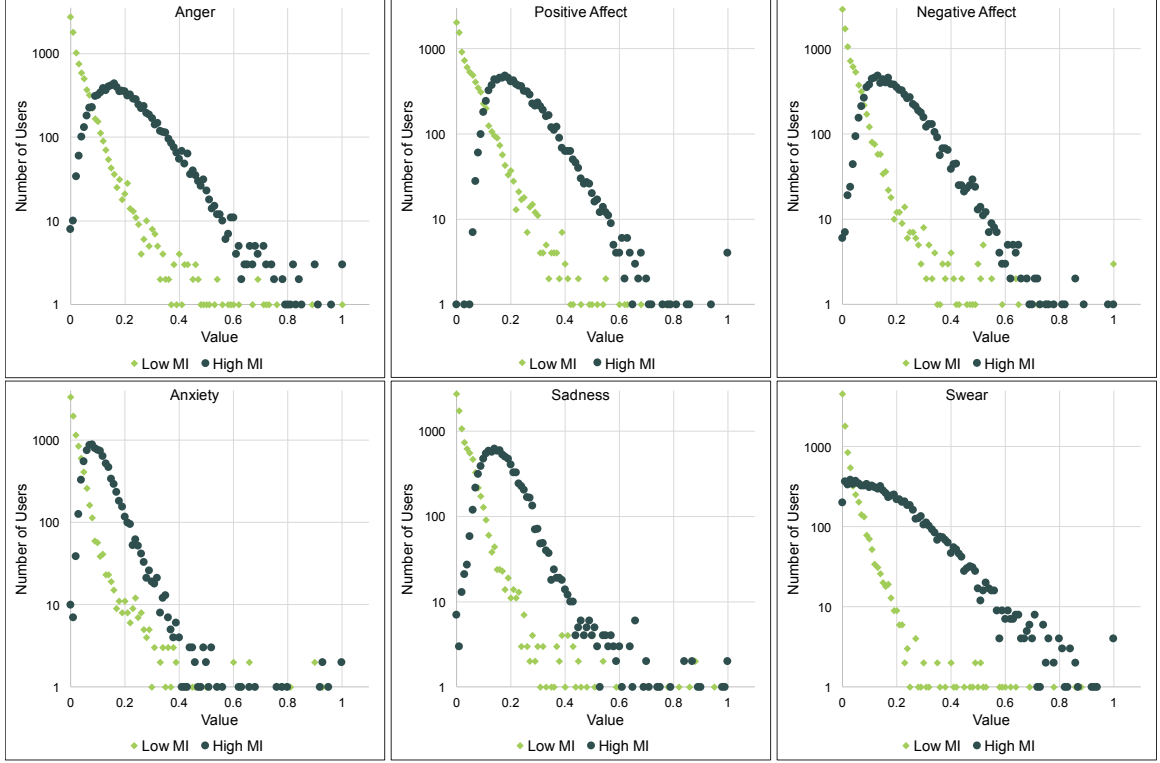 Anger
Number of Users
1000
100
10
1
0 0.2 0.4 0.6 0.8 1
Value
Low MI High MI
Positive Affect
Number of Users
1000
100
10
1
0 0.2 0.4 0.6 0.8 1
Value
Low MI High MI
Negative Affect
Number of Users
1000
100
10
1
0 0.2 0.4 0.6 0.8 1
Value
Low MI High MI
Anxiety
Number of Users
1000
100
10
1
0 0.2 0.4 0.6 0.8 1
Value
Low MI High MI
Sadness
Number of Users
1000
100
10
1
0 0.2 0.4 0.6 0.8 1
Value
Low MI High MI
Swear
Number of Users
1000
100
10
1
0 0.2 0.4 0.6 0.8 1
Value
Low MI High MI